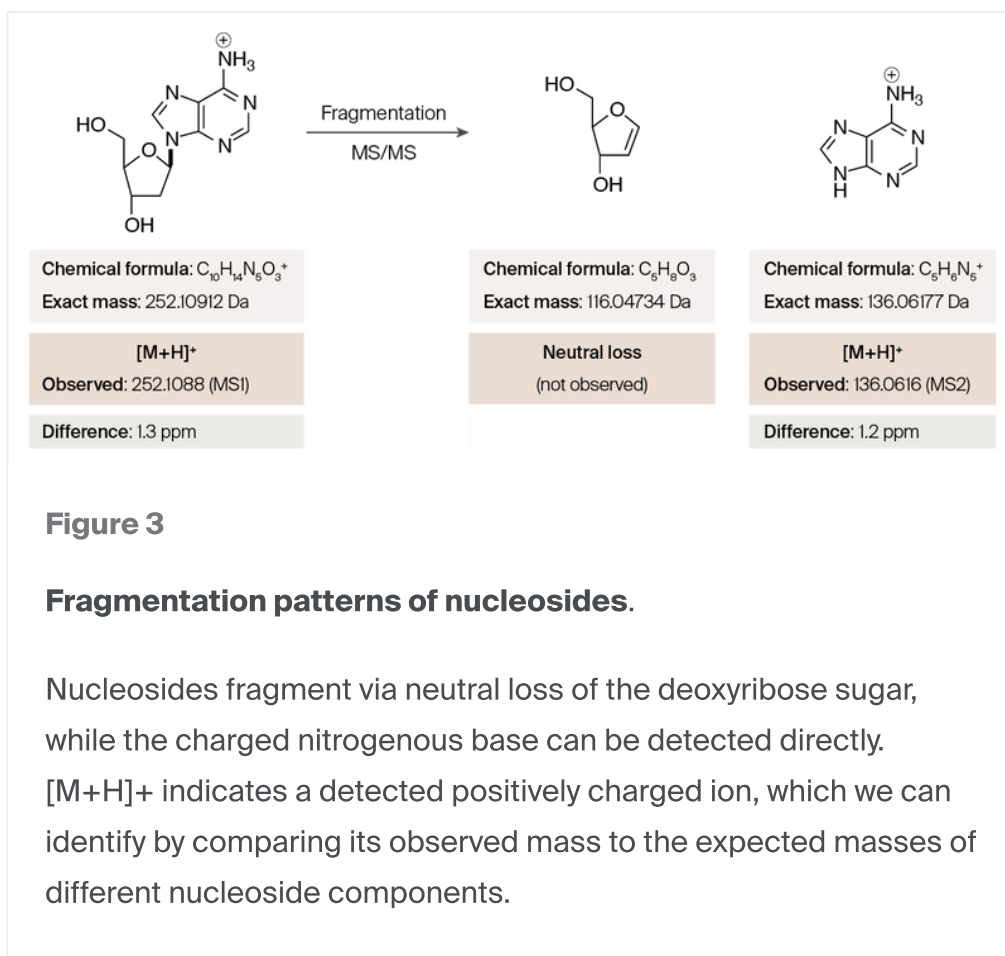 ⊕
NH₃
N
N
N
N
HO
O
OH
Fragmentation
MS/MS
HO
O
OH
⊕
NH₃
N
N
N
H
N
Chemical formula: C₁₀H₁₄N₅O₃⁺
Exact mass: 252.10912 Da
[M+H]⁺
Observed: 252.1088 (MS1)
Difference: 1.3 ppm
Chemical formula: C₅H₈O₃
Exact mass: 116.04734 Da
Neutral loss
(not observed)
Chemical formula: C₅H₆N₅⁺
Exact mass: 136.06177 Da
[M+H]⁺
Observed: 136.0616 (MS2)
Difference: 1.2 ppm
Figure 3
Fragmentation patterns of nucleosides.
Nucleosides fragment via neutral loss of the deoxyribose sugar,
while the charged nitrogenous base can be detected directly.
[M+H]+ indicates a detected positively charged ion, which we can
identify by comparing its observed mass to the expected masses of
different nucleoside components.